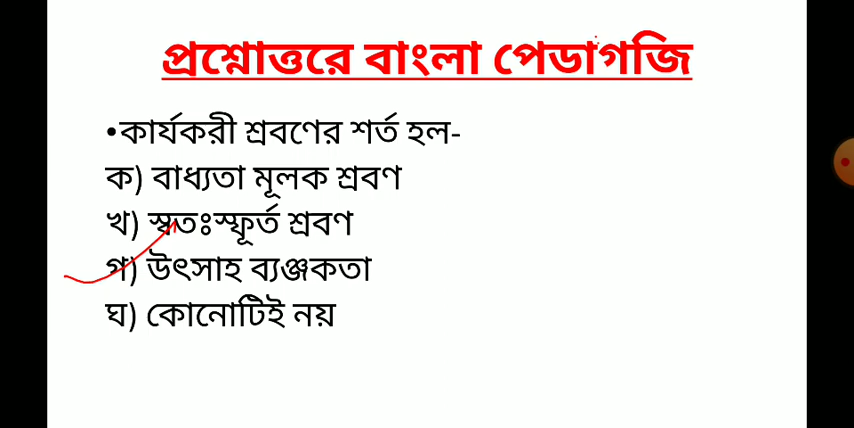 প্রশ্নোত্তরে বাংলা পেডাগজি
•কার্যকরী শ্রবণের শর্ত হল-
ক) বাধ্যতা মূলক শ্রবণ
খ) স্বতঃস্ফূর্ত শ্রবণ
গ) উৎসাহ ব্যঞ্জকতা
ঘ) কোনোটিই নয়